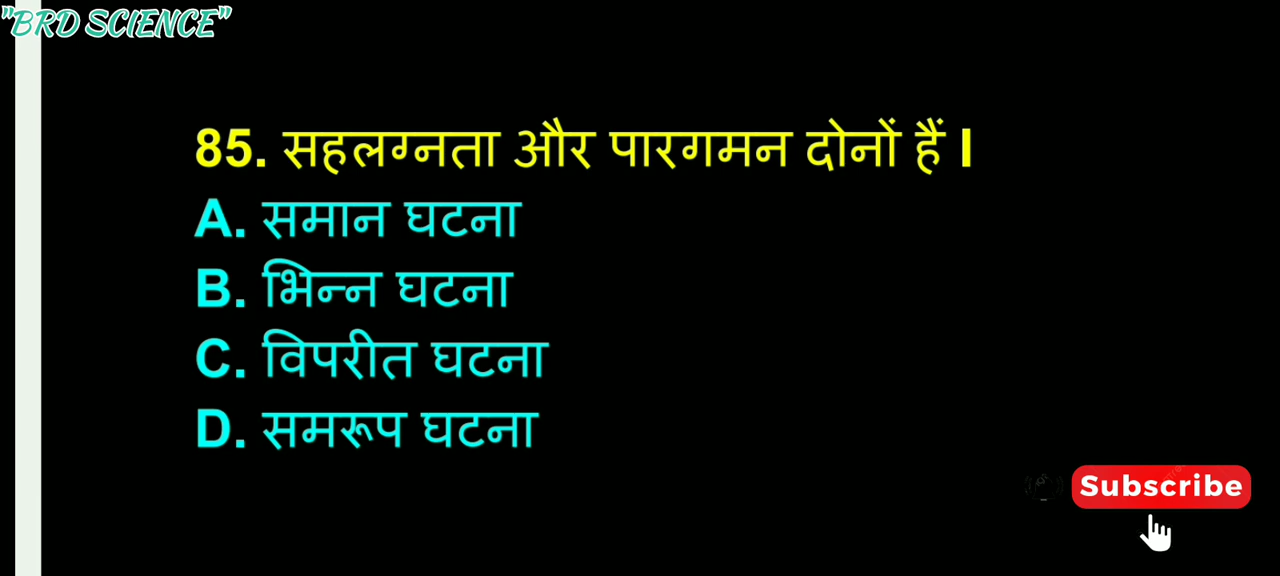 "BRD SCIENCE"
85. सहलग्नता और पारगमन दोनों हैं I
A. समान घटना
B. भिन्न घटना
C. विपरीत घटना
D. समरूप घटना
Subscribe